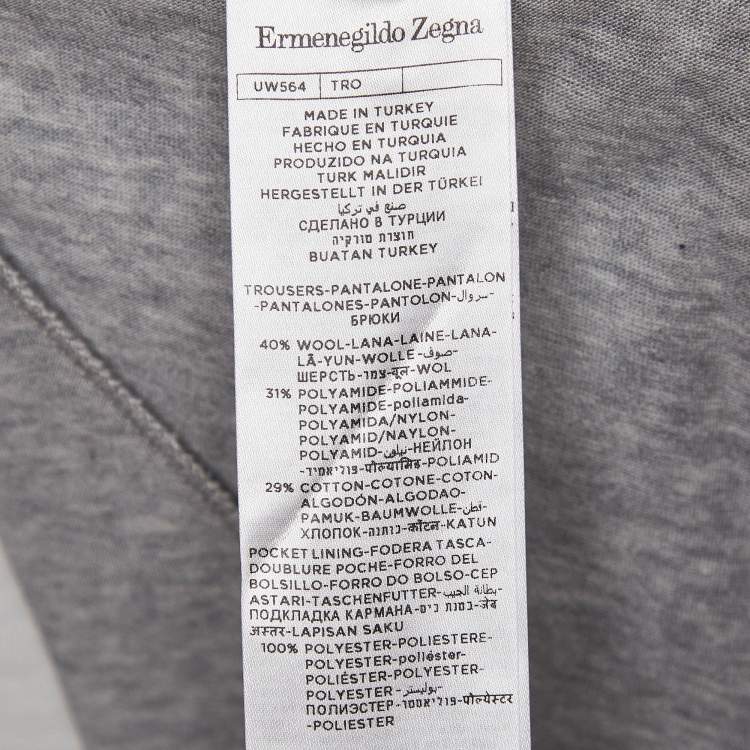 Ermenegildo Zegna
UW564 TRO
MADE IN TURKEY
FABRIQUE EN TURQUIE
HECHO EN TURQUIA
PRODUZIDO NA TURQUIA
TURK MALIDIR
HERGESTELLT IN DER TÜRKEI
صنع في تركيا
СДЕЛАНО В ТУРЦИИ
תוצרת טורקיה
BUATAN TURKEY
TROUSERS-PANTALONE-PANTALON
-PANTALONES-PANTOLON-سروال-
БРЮКИ
40% WOOL-LANA-LAINE-LANA-
LÃ-YUN-WOLLE-صوف-
ШЕРСТЬ-צמר-वूल-WOL
31% POLYAMIDE-POLIAMMIDE-
POLYAMIDE-poliamida-
POLYAMIDA/NYLON-
POLYAMID/NAYLON-
POLYAMID-نيلون-НЕЙЛОН
-פוליאמיד-पौल्यामिड-POLIAMID
29% COTTON-COTONE-COTON-
ALGODÓN-ALGODAO-
PAMUK-BAUMWOLLE-قطن-
ХЛОПОК-כותנה-कॉटन-KATUN
POCKET LINING-FODERA TASCA-
DOUBLURE POCHE-FORRO DEL
BOLSILLO-FORRO DO BOLSO-CEP
ASTARI-TASCHENFUTTER-بطانة الجيب-
ПОДКЛАДКА КАРМАНА-בטנת כיס-जेब
अस्तर-LAPISAN SAKU
100% POLYESTER-POLIESTERE-
POLYESTER-poliéster-
POLIÉSTER-POLYESTER-
POLYESTER-بوليستر-
ПОЛИЭСТЕР-פוליאסטר-पोल्येस्टर
-POLIESTER